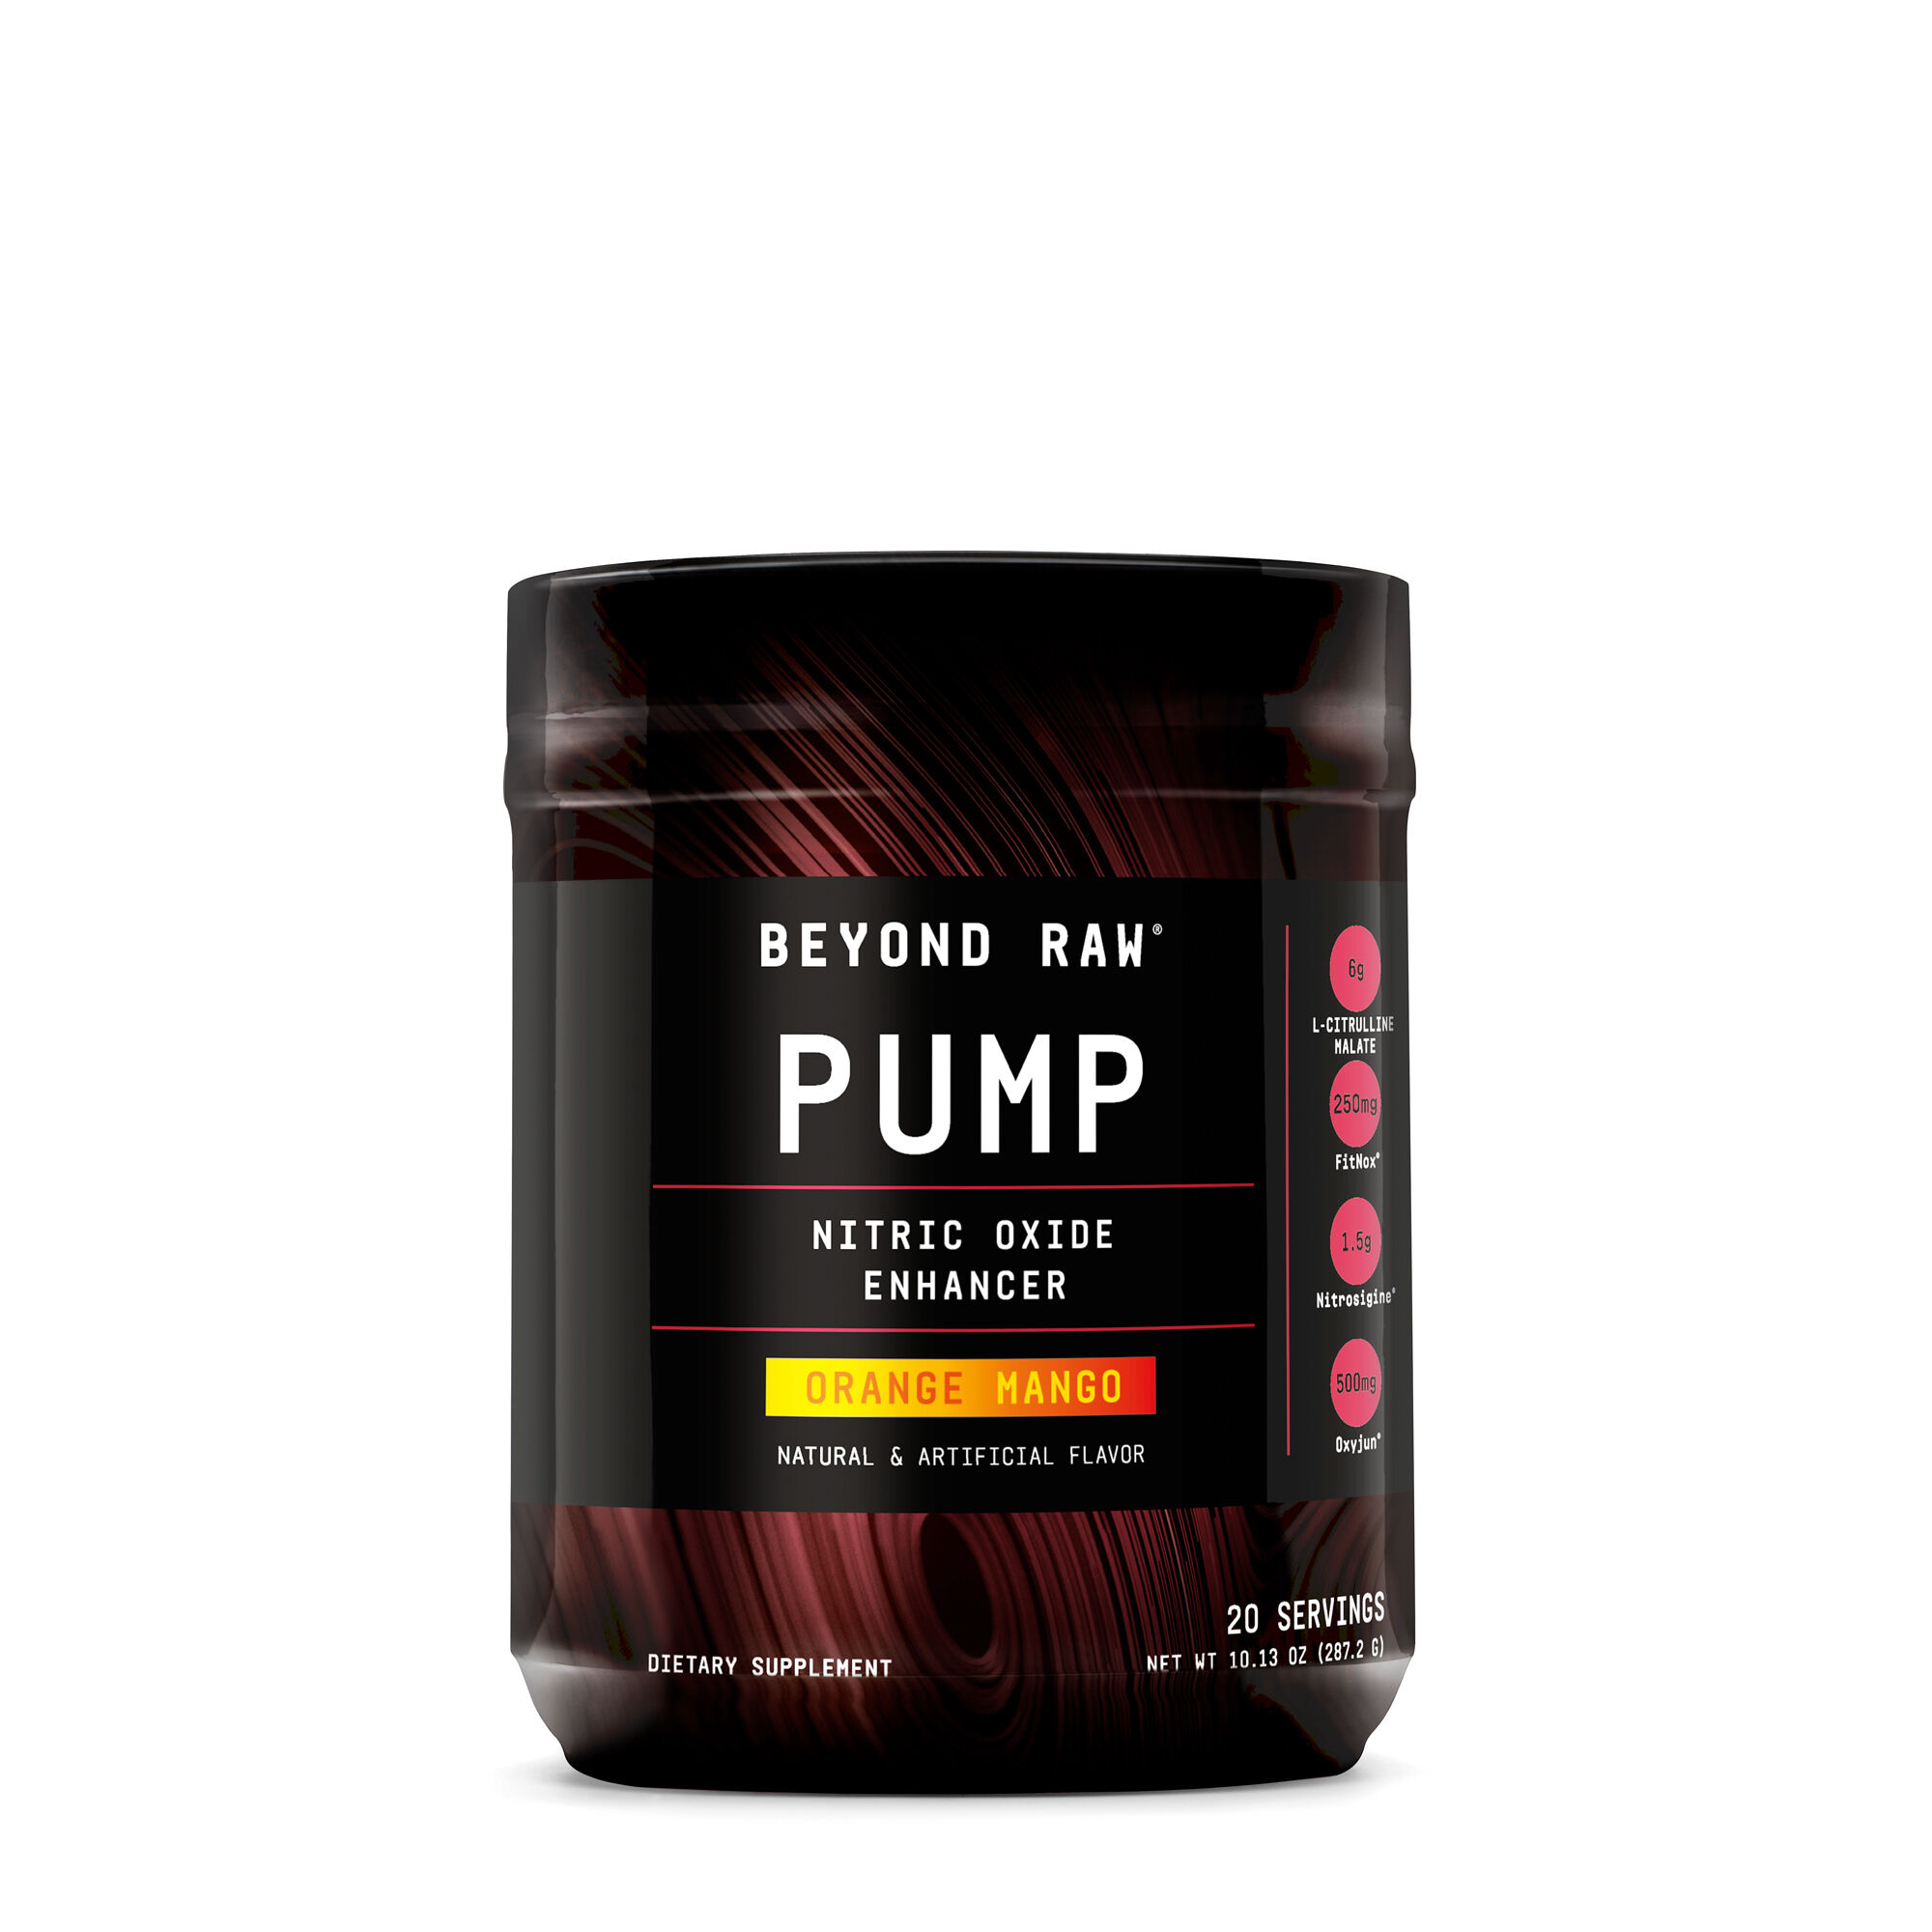 BEYOND RAW®
PUMP
NITRIC OXIDE
ENHANCER
ORANGE MANGO
NATURAL & ARTIFICIAL FLAVOR
6g
L-CITRULLINE
MALATE
250mg
FitNox®
1.5g
Nitrosigine®
500mg
Oxyjun®
20 SERVINGS
DIETARY SUPPLEMENT
NET WT 10.13 OZ (287.2 G)